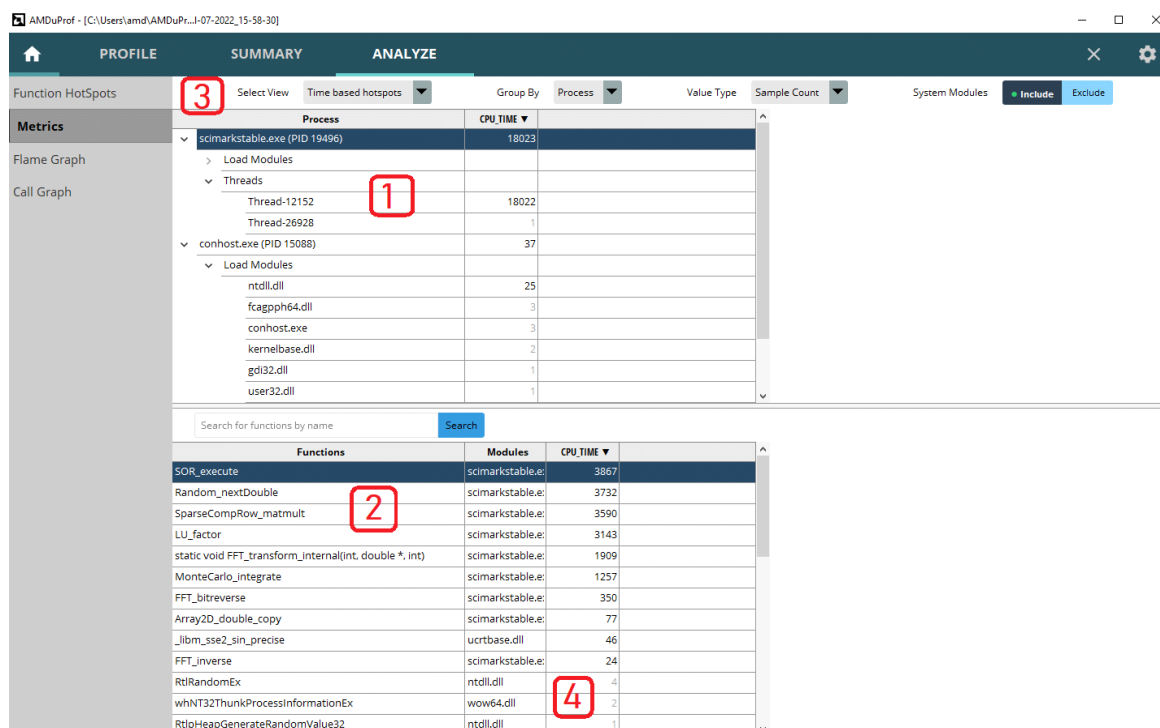 AMDuProf - [C:\Users\amd\AMDuPr...l-07-2022_15-58-30]
PROFILE SUMMARY ANALYZE
Function HotSpots
Metrics
Flame Graph
Call Graph
3 Select View Time based hotspots Group By Process Value Type Sample Count System Modules Include Exclude
Process CPU_TIME
scimarkstable.exe (PID 19496) 18023
Load Modules
Threads
1
Thread-12152 18022
Thread-26928 1
conhost.exe (PID 15088) 37
Load Modules
ntdll.dll 25
fcagpph64.dll 3
conhost.exe 3
kernelbase.dll 2
gdi32.dll 1
user32.dll 1
Search for functions by name Search
Functions Modules CPU_TIME
SOR_execute scimarkstable.e: 3867
Random_nextDouble scimarkstable.e: 3732
2
SparseCompRow_matmult scimarkstable.e: 3590
LU_factor scimarkstable.e: 3143
static void FFT_transform_internal(int, double *, int) scimarkstable.e: 1909
MonteCarlo_integrate scimarkstable.e: 1257
FFT_bitreverse scimarkstable.e: 350
Array2D_double_copy scimarkstable.e: 77
_libm_sse2_sin_precise ucrtbase.dll 46
FFT_inverse scimarkstable.e: 24
RtlRandomEx ntdll.dll 4
4
whNT32ThunkProcessInformationEx wow64.dll 2
RtlpHeapGenerateRandomValue32 ntdll.dll 1